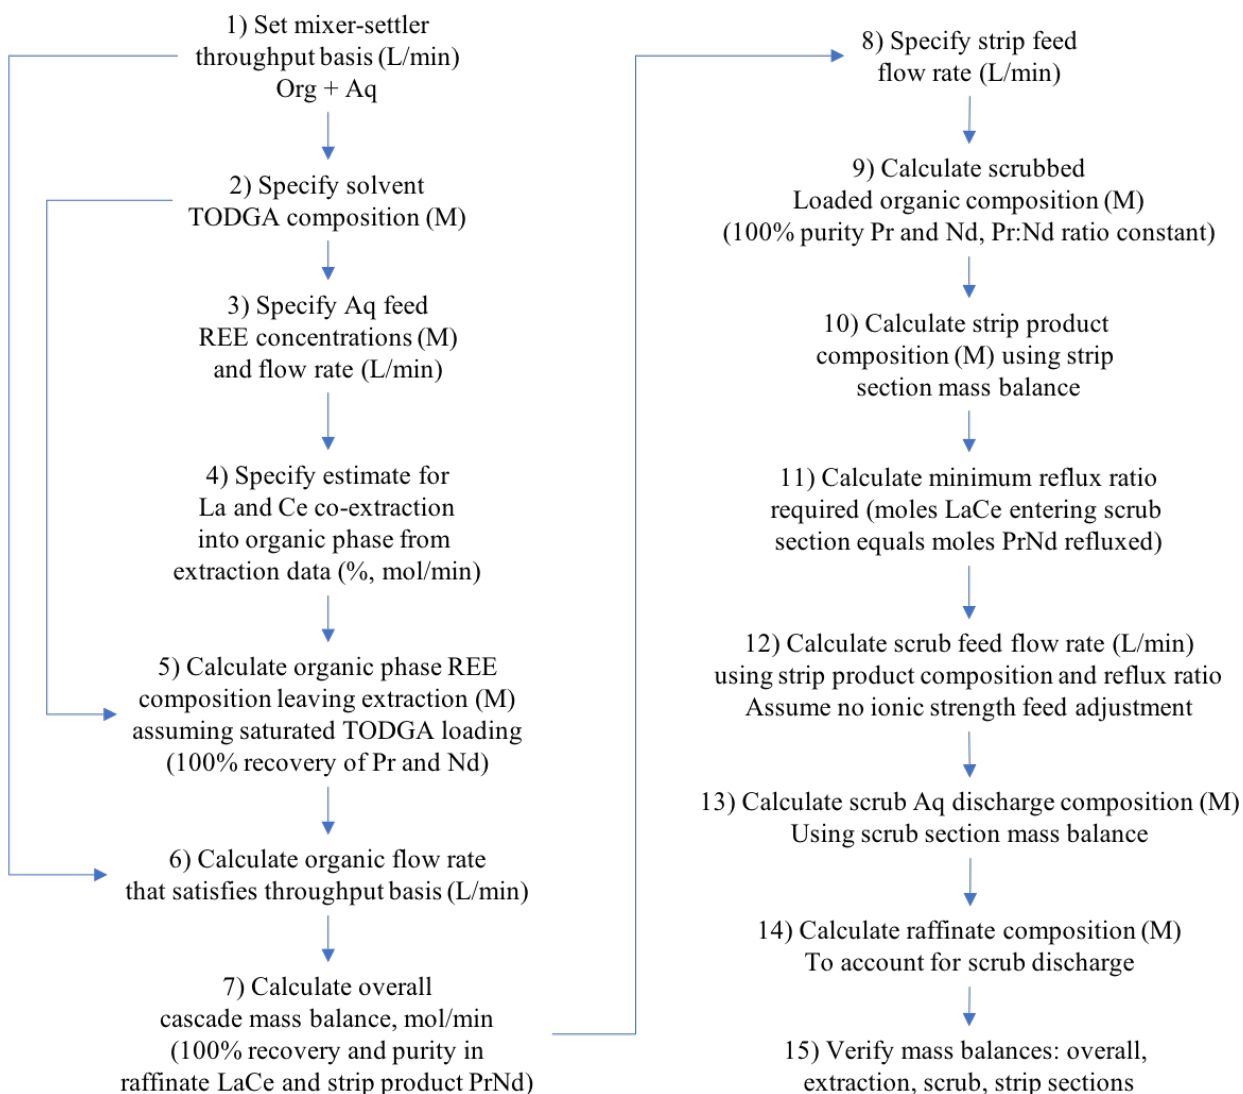 1) Set mixer-settler
throughput basis (L/min)
Org + Aq
2) Specify solvent
TODGA composition (M)
3) Specify Aq feed
REE concentrations (M)
and flow rate (L/min)
4) Specify estimate for
La and Ce co-extraction
into organic phase from
extraction data (%, mol/min)
5) Calculate organic phase REE
composition leaving extraction (M)
assuming saturated TODGA loading
(100% recovery of Pr and Nd)
6) Calculate organic flow rate
that satisfies throughput basis (L/min)
7) Calculate overall
cascade mass balance, mol/min
(100% recovery and purity in
raffinate LaCe and strip product PrNd)
8) Specify strip feed
flow rate (L/min)
9) Calculate scrubbed
Loaded organic composition (M)
(100% purity Pr and Nd, Pr:Nd ratio constant)
10) Calculate strip product
composition (M) using strip
section mass balance
11) Calculate minimum reflux ratio
required (moles LaCe entering scrub
section equals moles PrNd refluxed)
12) Calculate scrub feed flow rate (L/min)
using strip product composition and reflux ratio
Assume no ionic strength feed adjustment
13) Calculate scrub Aq discharge composition (M)
Using scrub section mass balance
14) Calculate raffinate composition (M)
To account for scrub discharge
15) Verify mass balances: overall,
extraction, scrub, strip sections